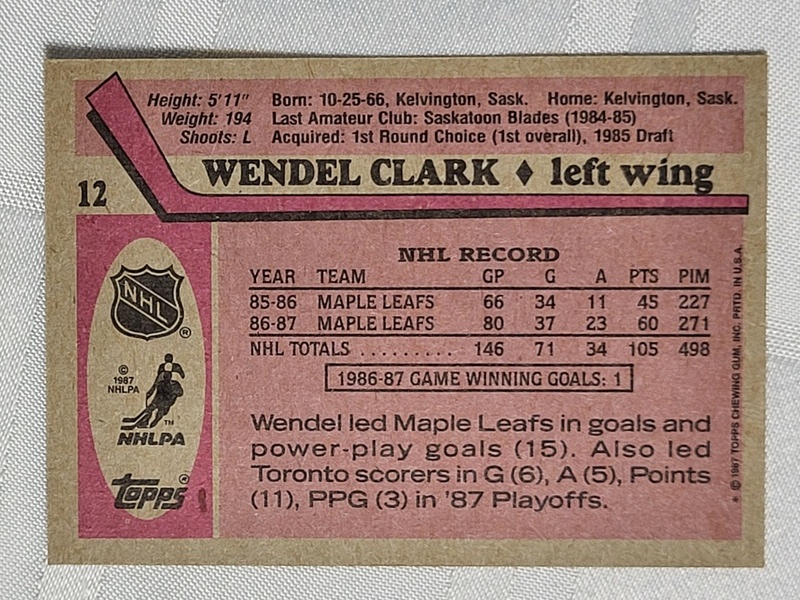 Height: 5'11" Born: 10-25-66, Kelvington, Sask. Home: Kelvington, Sask.
Weight: 194 Last Amateur Club: Saskatoon Blades (1984-85)
Shoots: L Acquired: 1st Round Choice (1st overall), 1985 Draft
12 WENDEL CLARK ♦ left wing
NHL RECORD
YEAR TEAM GP G A PTS PIM
85-86 MAPLE LEAFS 66 34 11 45 227
86-87 MAPLE LEAFS 80 37 23 60 271
NHL TOTALS ......... 146 71 34 105 498
1986-87 GAME WINNING GOALS: 1
Wendel led Maple Leafs in goals and
power-play goals (15). Also led
Toronto scorers in G (6), A (5), Points
(11), PPG (3) in '87 Playoffs.
NHL ®
©
1987
NHLPA
TM
NHLPA
topps ®
* © 1987 TOPPS CHEWING GUM, INC. PRTD. IN U.S.A.